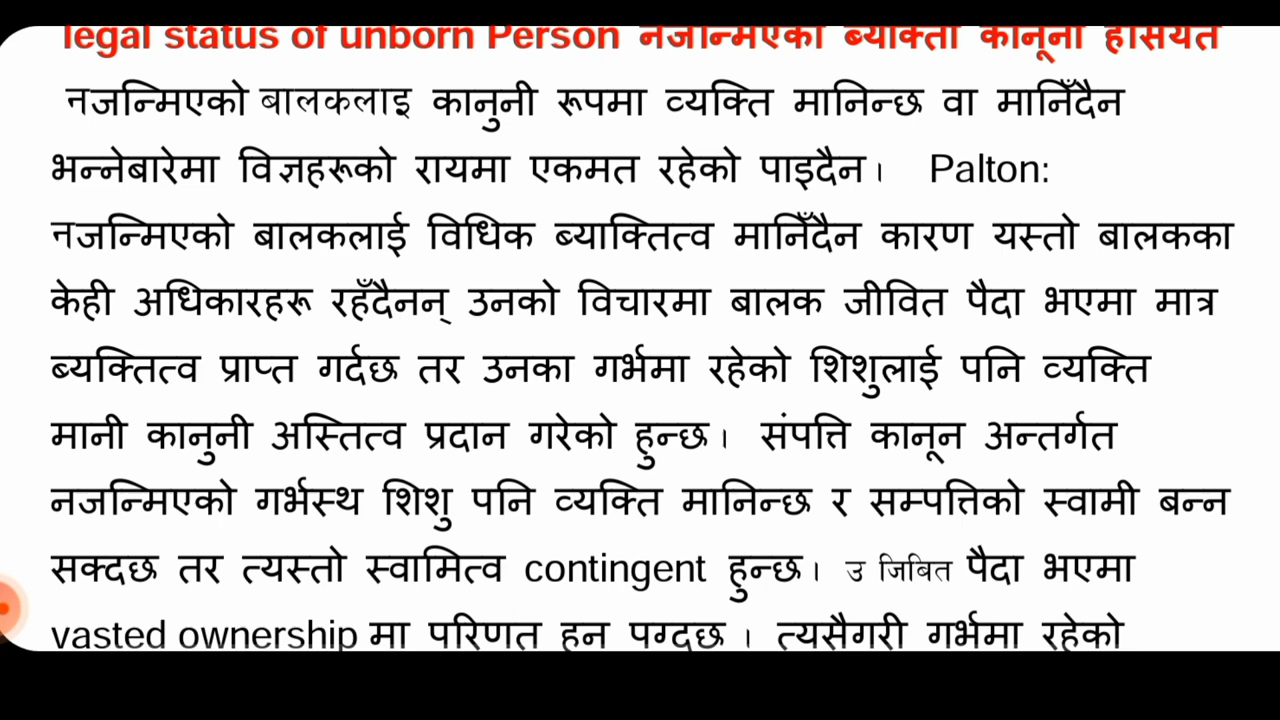 legal status of unborn Person नजन्मिएको ब्यक्तिको कानूनी हैसियत
नजन्मिएको बालकलाइ कानुनी रूपमा व्यक्ति मानिन्छ वा मानिँदैन
भन्नेबारेमा विज्ञहरूको रायमा एकमत रहेको पाइदैन। Palton:
नजन्मिएको बालकलाई विधिक ब्याक्तित्व मानिँदैन कारण यस्तो बालकका
केही अधिकारहरू रहँदैनन् उनको विचारमा बालक जीवित पैदा भएमा मात्र
ब्यक्तित्व प्राप्त गर्दछ तर उनका गर्भमा रहेको शिशुलाई पनि व्यक्ति
मानी कानुनी अस्तित्व प्रदान गरेको हुन्छ। संपत्ति कानून अन्तर्गत
नजन्मिएको गर्भस्थ शिशु पनि व्यक्ति मानिन्छ र सम्पत्तिको स्वामी बन्न
सक्दछ तर त्यस्तो स्वामित्व contingent हुन्छ। उ जिबित पैदा भएमा
vasted ownership मा परिणत हुन पुग्दछ । त्यसैगरी गर्भमा रहेको